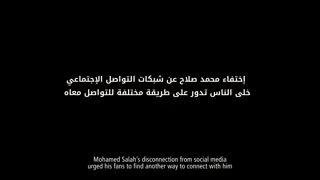 إختفاء محمد صلاح عن شبكات التواصل الإجتماعي
خلى الناس تدور على طريقة مختلفة للتواصل معاه
Mohamed Salah's disconnection from social media
urged his fans to find another way to connect with him